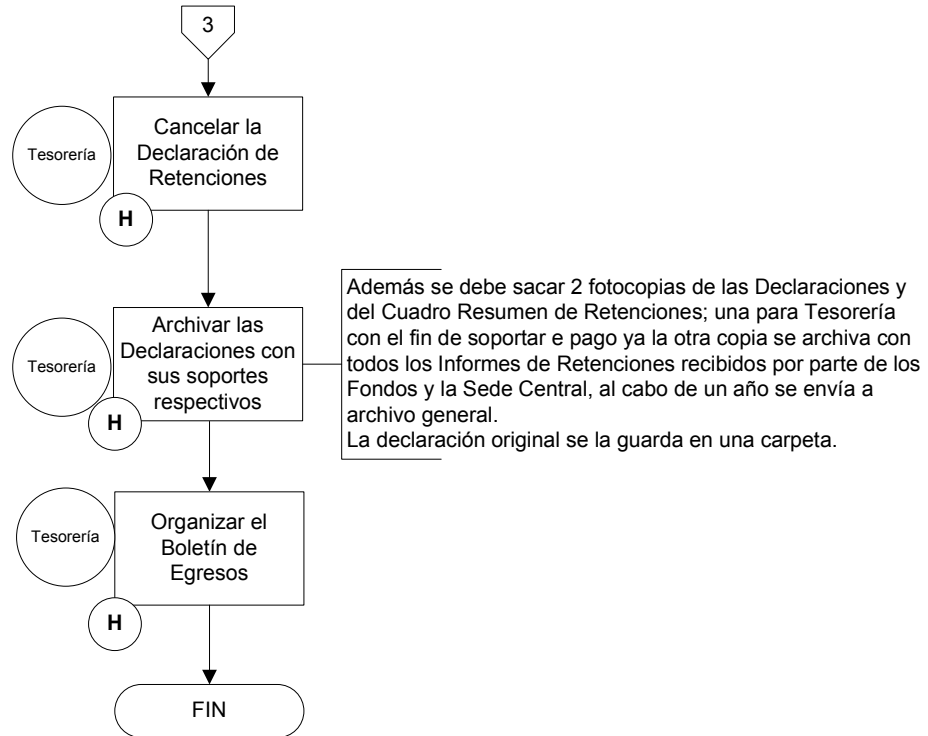 3
Tesorería
Cancelar la
Declaración de
Retenciones
H
Tesorería
Archivar las
Declaraciones con
sus soportes
respectivos
H
Además se debe sacar 2 fotocopias de las Declaraciones y
del Cuadro Resumen de Retenciones; una para Tesorería
con el fin de soportar e pago ya la otra copia se archiva con
todos los Informes de Retenciones recibidos por parte de los
Fondos y la Sede Central, al cabo de un año se envía a
archivo general.
La declaración original se la guarda en una carpeta.
Tesorería
Organizar el
Boletín de
Egresos
H
FIN